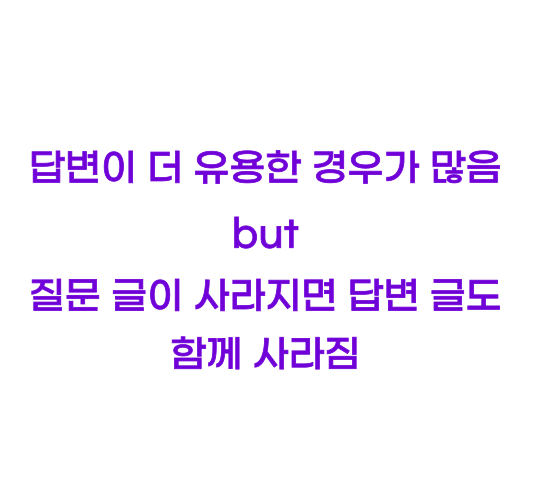 답변이 더 유용한 경우가 많음
but
질문 글이 사라지면 답변 글도
함께 사라짐